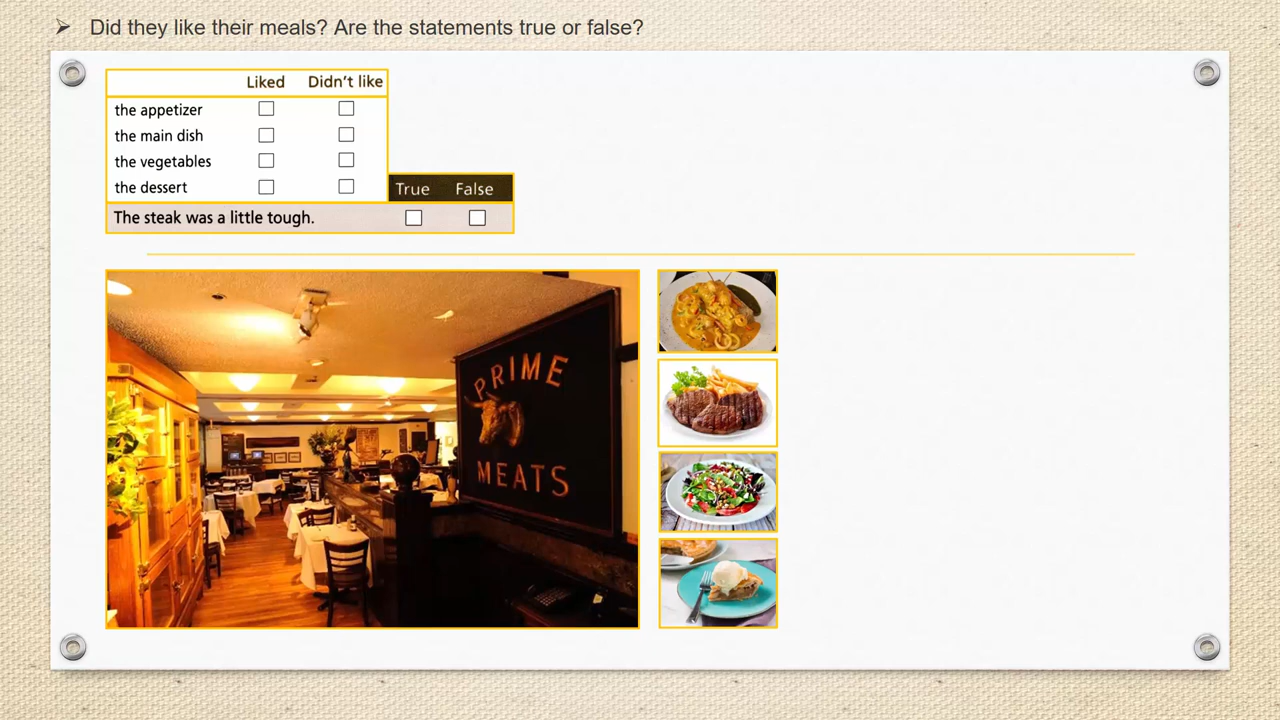 Did they like their meals? Are the statements true or false?
Liked Didn't like
the appetizer
the main dish
the vegetables
the dessert
True False
The steak was a little tough.
PRIME
MEATS